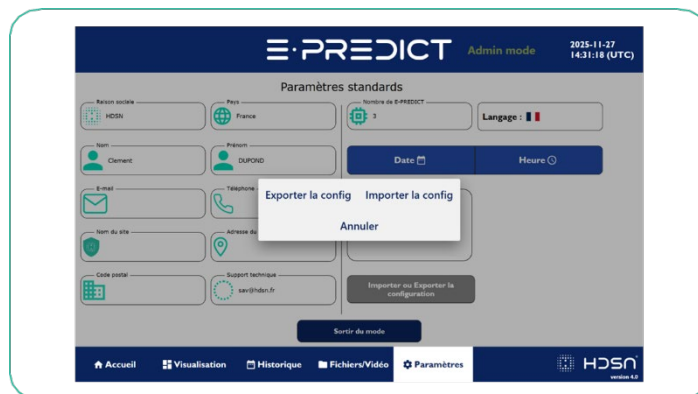 E·PREDICT
Admin mode
2025-11-27
14:31:18 (UTC)
Paramètres standards
Raison sociale
HDSN
Pays
France
Nombre de E-PREDICT
3
Langage :
Nom
Clement
Prénom
DUPOND
Date
Heure
E-mail
Téléphone
Exporter la config
Importer la config
Annuler
Nom du site
Adresse du
Code postal
Support technique
sav@hdsn.fr
Importer ou Exporter la
configuration
Sortir du mode
Accueil
Visualisation
Historique
Fichiers/Vidéo
Paramètres
HDSN
version 4.0